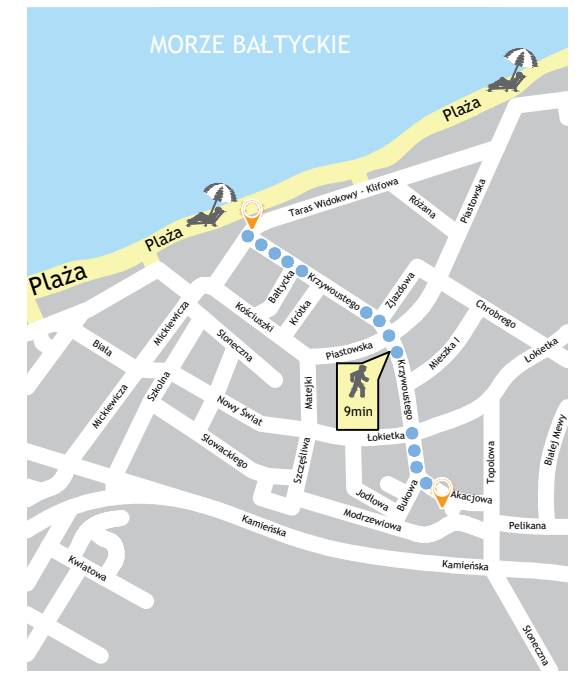 MORZE BAŁTYCKIE
Plaża
Taras Widokowy - Klifowa
Różana
Piastowska
Plaża
Plaża
Bałtycka
Krzywoustego
Zjazdowa
Chrobrego
Mickiewicza
Kościuszki
Krótka
Słoneczna
Biała
Piastowska
Mieszka I
Łokietka
Krzywoustego
Mickiewicza
Szkolna
Matejki
9min
Nowy Świat
Łokietka
Białej Mewy
Słowackiego
Szczęśliwa
Topolowa
Jodłowa
Bukowa
Akacjowa
Modrzewiowa
Pelikana
Kamieńska
Kamieńska
Kwiatowa
Słoneczna